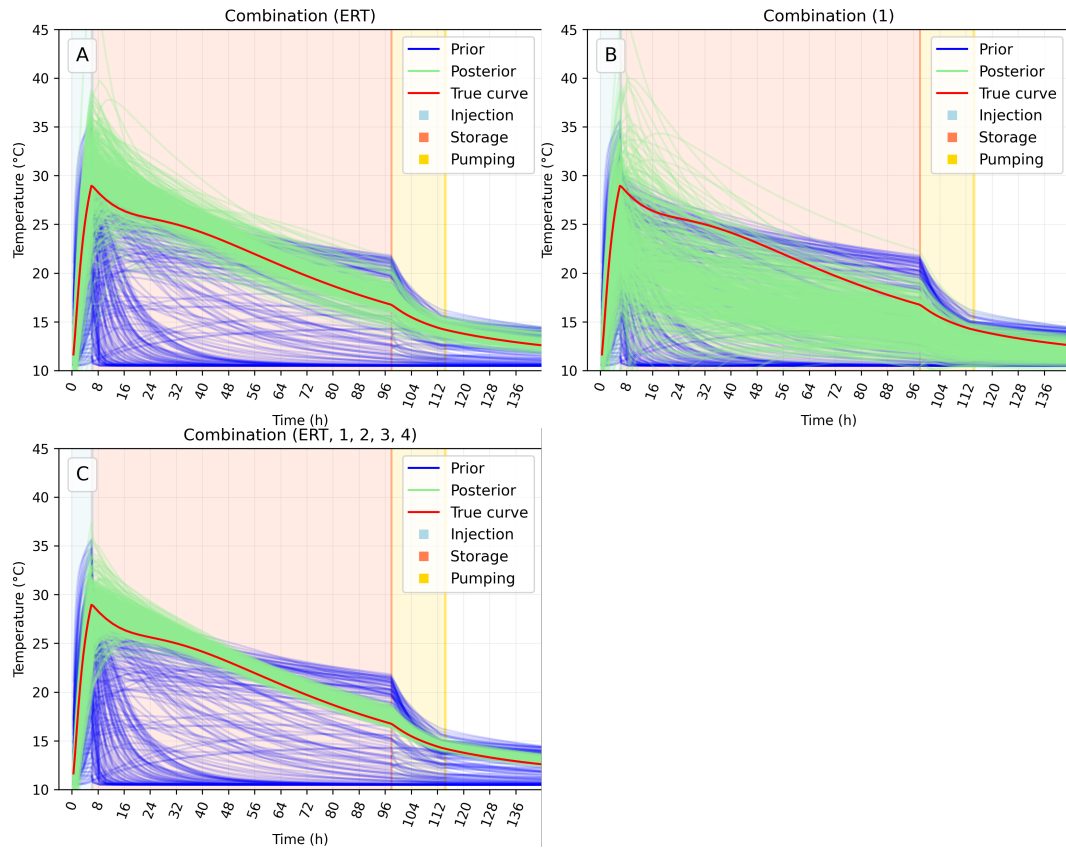 Combination (ERT)
A
Temperature (°C)
45
40
35
30
25
20
15
10
Prior
Posterior
True curve
Injection
Storage
Pumping
0 8 16 24 32 40 48 56 64 72 80 88 96 104 112 120 128 136
Time (h)
Combination (1)
B
Temperature (°C)
45
40
35
30
25
20
15
10
Prior
Posterior
True curve
Injection
Storage
Pumping
0 8 16 24 32 40 48 56 64 72 80 88 96 104 112 120 128 136
Time (h)
Combination (ERT, 1, 2, 3, 4)
C
Temperature (°C)
45
40
35
30
25
20
15
10
Prior
Posterior
True curve
Injection
Storage
Pumping
0 8 16 24 32 40 48 56 64 72 80 88 96 104 112 120 128 136
Time (h)